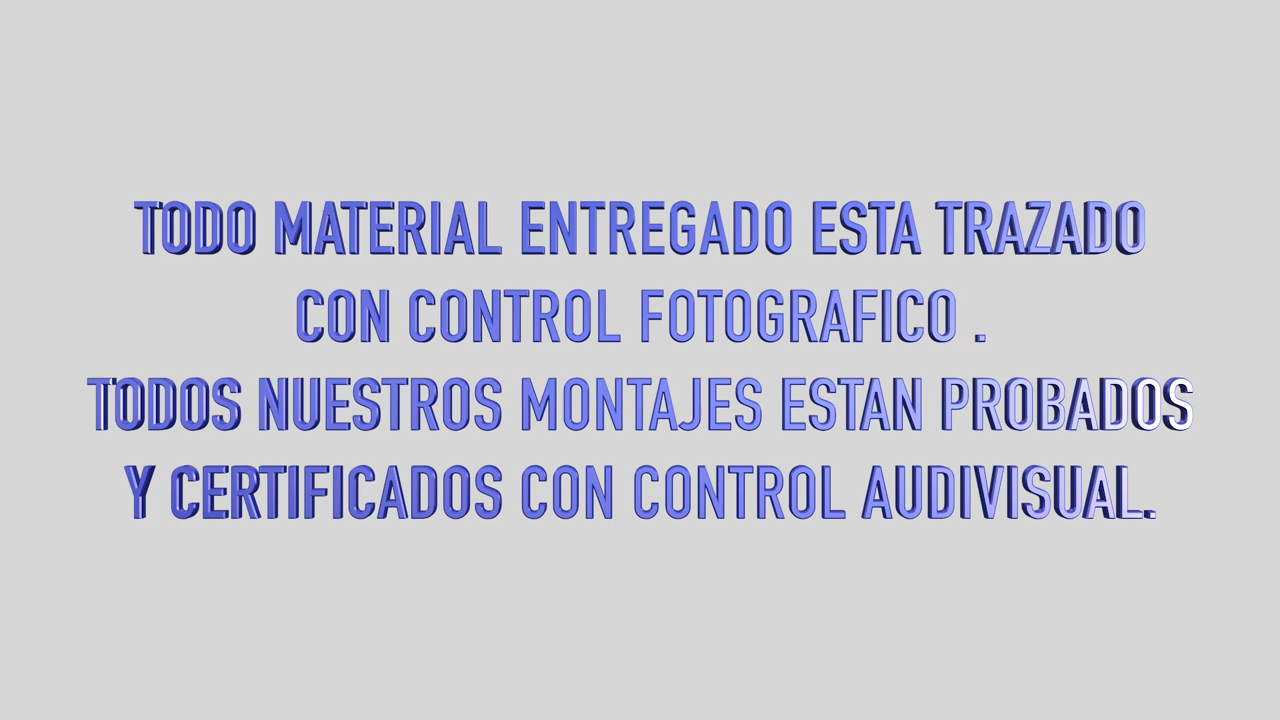 TODO MATERIAL ENTREGADO ESTA TRAZADO
CON CONTROL FOTOGRAFICO .
TODOS NUESTROS MONTAJES ESTAN PROBADOS
Y CERTIFICADOS CON CONTROL AUDIVISUAL.